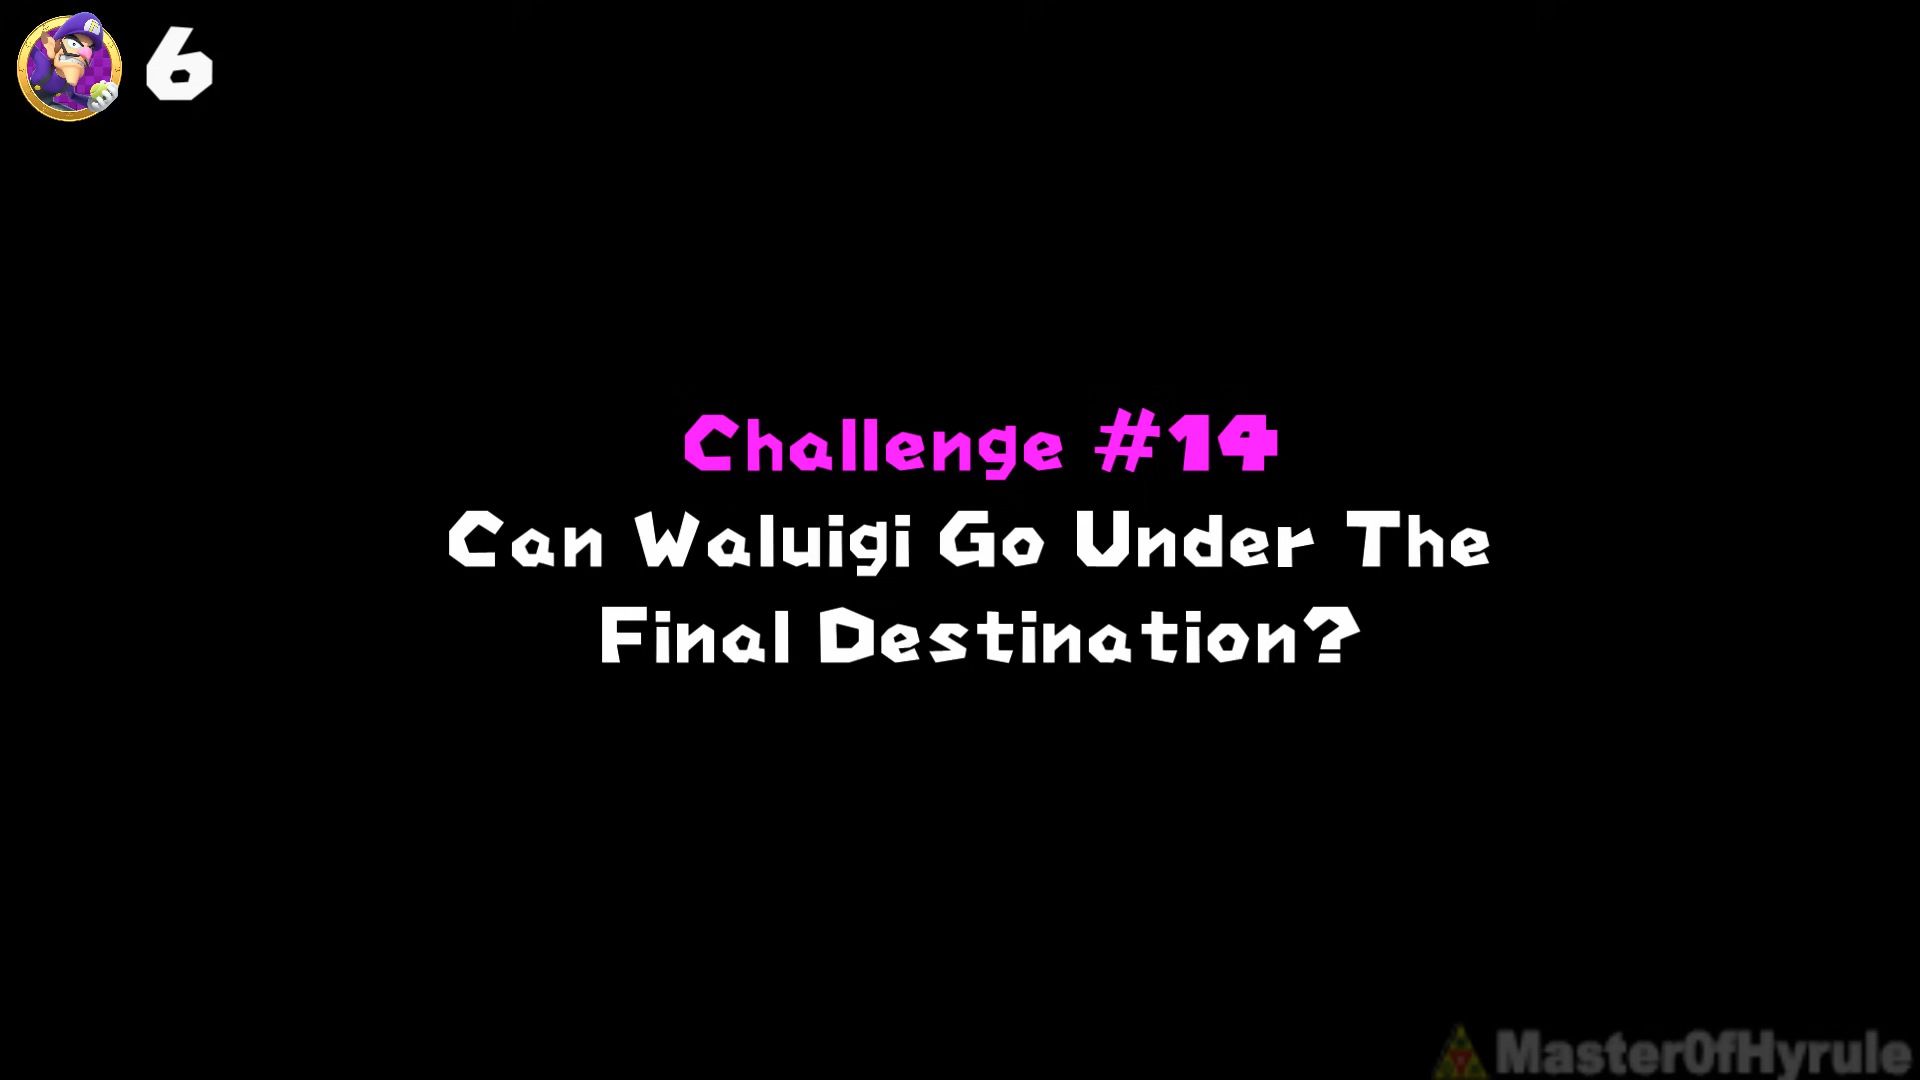 6
Challenge #14
Can Waluigi Go Under The
Final Destination?
MasterOfHyrule